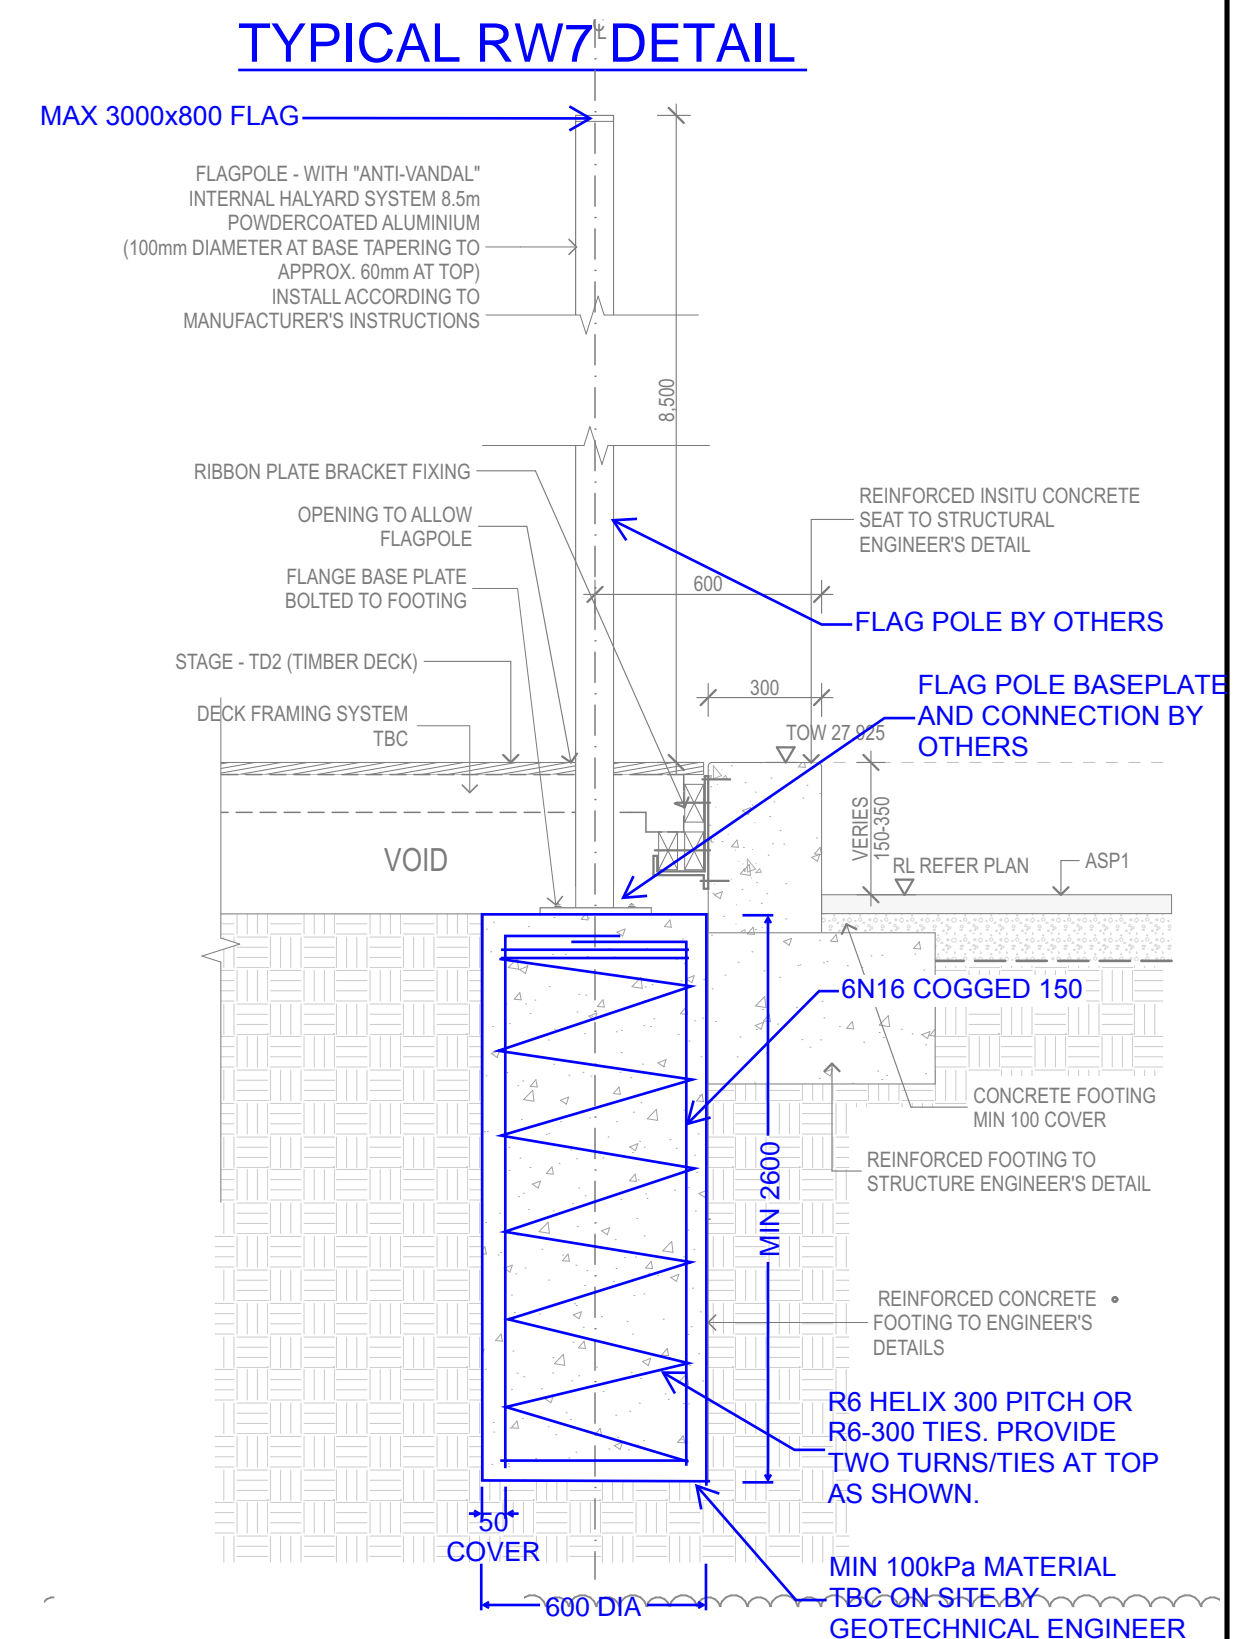 TYPICAL RW7 DETAIL
℄
MAX 3000x800 FLAG
FLAGPOLE - WITH "ANTI-VANDAL"
INTERNAL HALYARD SYSTEM 8.5m
POWDERCOATED ALUMINIUM
(100mm DIAMETER AT BASE TAPERING TO
APPROX. 60mm AT TOP)
INSTALL ACCORDING TO
MANUFACTURER'S INSTRUCTIONS
8,500
RIBBON PLATE BRACKET FIXING
OPENING TO ALLOW
FLAGPOLE
FLANGE BASE PLATE
BOLTED TO FOOTING
STAGE - TD2 (TIMBER DECK)
DECK FRAMING SYSTEM
TBC
REINFORCED INSITU CONCRETE
SEAT TO STRUCTURAL
ENGINEER'S DETAIL
600
FLAG POLE BY OTHERS
300
FLAG POLE BASEPLATE
AND CONNECTION BY
OTHERS
TOW 27.925
VERIES
150-350
VOID
RL REFER PLAN
ASP1
6N16 COGGED 150
CONCRETE FOOTING
MIN 100 COVER
MIN 2600
REINFORCED FOOTING TO
STRUCTURE ENGINEER'S DETAIL
REINFORCED CONCRETE
FOOTING TO ENGINEER'S
DETAILS
R6 HELIX 300 PITCH OR
R6-300 TIES. PROVIDE
TWO TURNS/TIES AT TOP
AS SHOWN.
50
COVER
600 DIA
MIN 100kPa MATERIAL
TBC ON SITE BY
GEOTECHNICAL ENGINEER